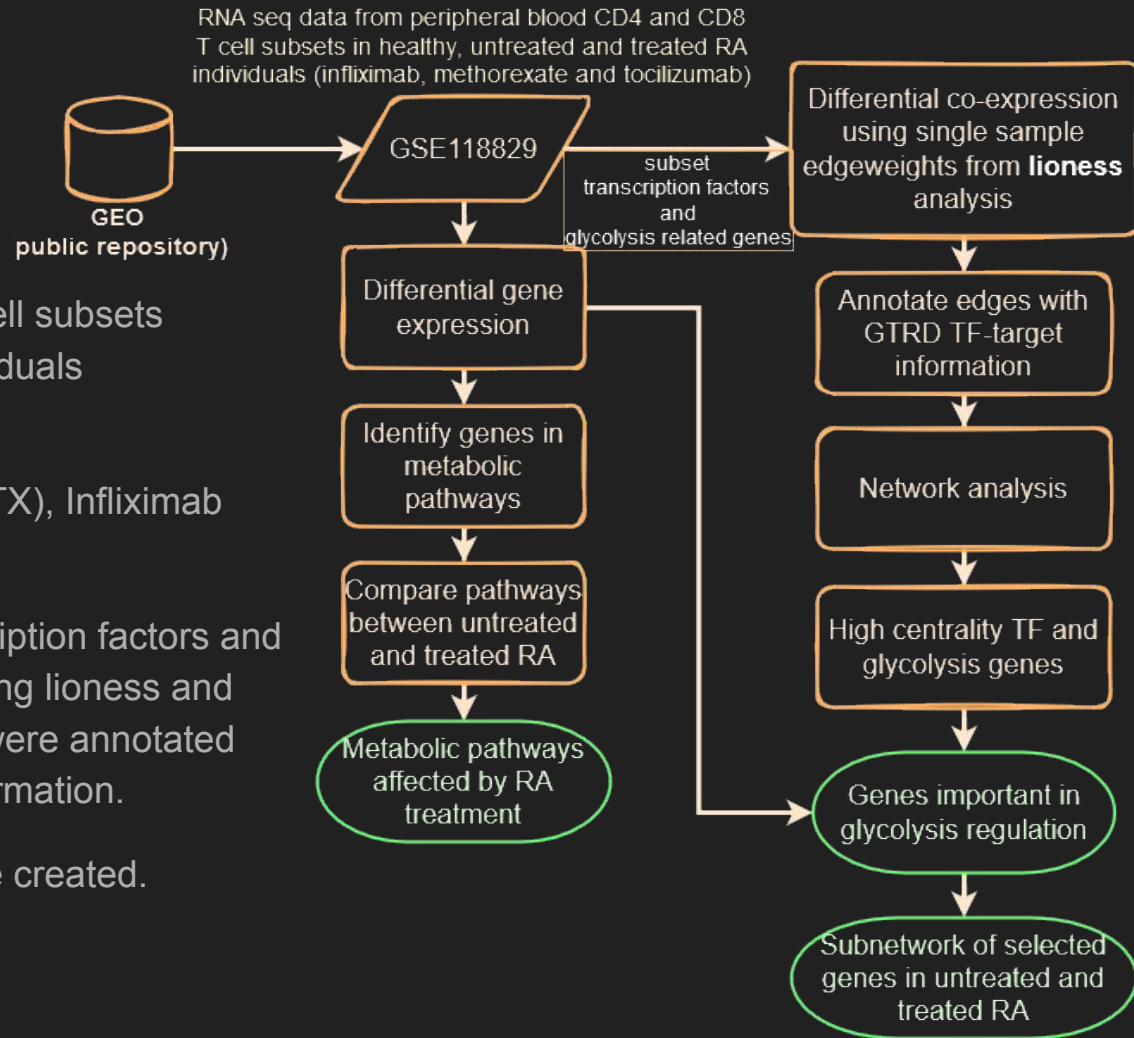 RNA seq data from peripheral blood CD4 and CD8
T cell subsets in healthy, untreated and treated RA
individuals (infliximab, methorexate and tocilizumab)
GEO
public repository)
GSE118829
subset
transcription factors
and
glycolysis related genes
Differential co-expression
using single sample
edgeweights from lioness
analysis
ell subsets
duals
TX), Infliximab
ription factors and
ng lioness and
were annotated
rmation.
e created.
Differential gene
expression
Identify genes in
metabolic
pathways
Compare pathways
between untreated
and treated RA
Metabolic pathways
affected by RA
treatment
Annotate edges with
GTRD TF-target
information
Network analysis
High centrality TF and
glycolysis genes
Genes important in
glycolysis regulation
Subnetwork of selected
genes in untreated and
treated RA